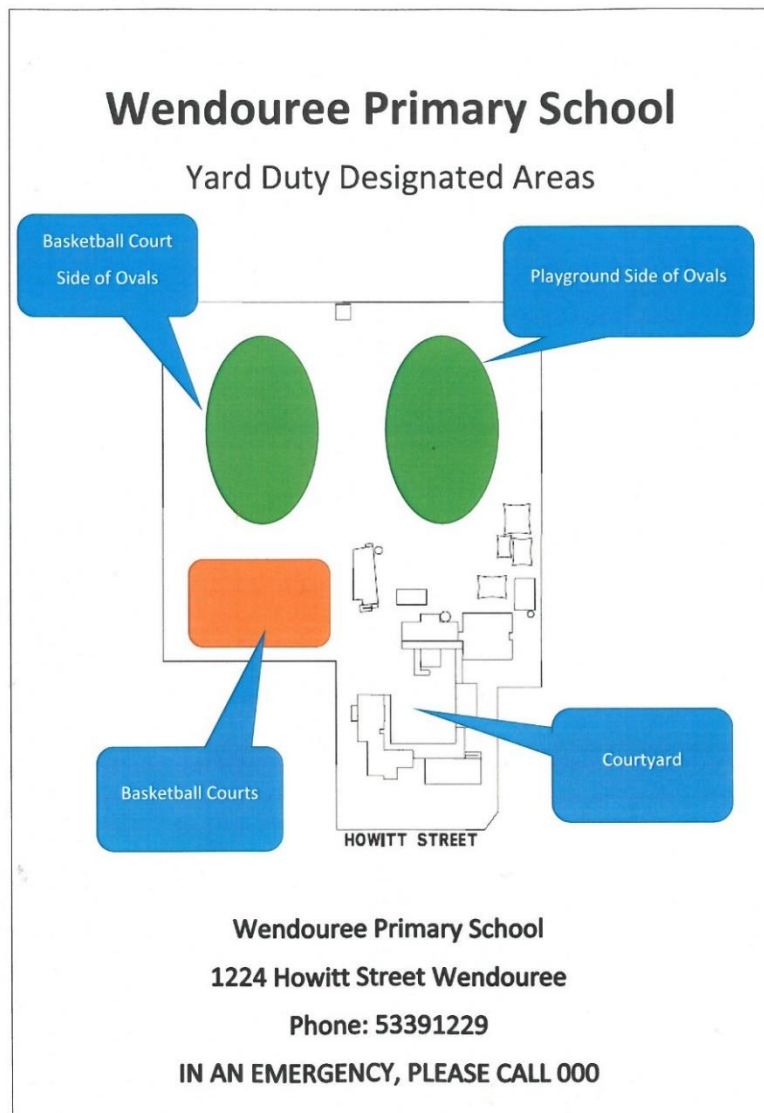 Wendouree Primary School
Yard Duty Designated Areas
Basketball Court
Side of Ovals
Playground Side of Ovals
Basketball Courts
Courtyard
HOWITT STREET
Wendouree Primary School
1224 Howitt Street Wendouree
Phone: 53391229
IN AN EMERGENCY, PLEASE CALL 000